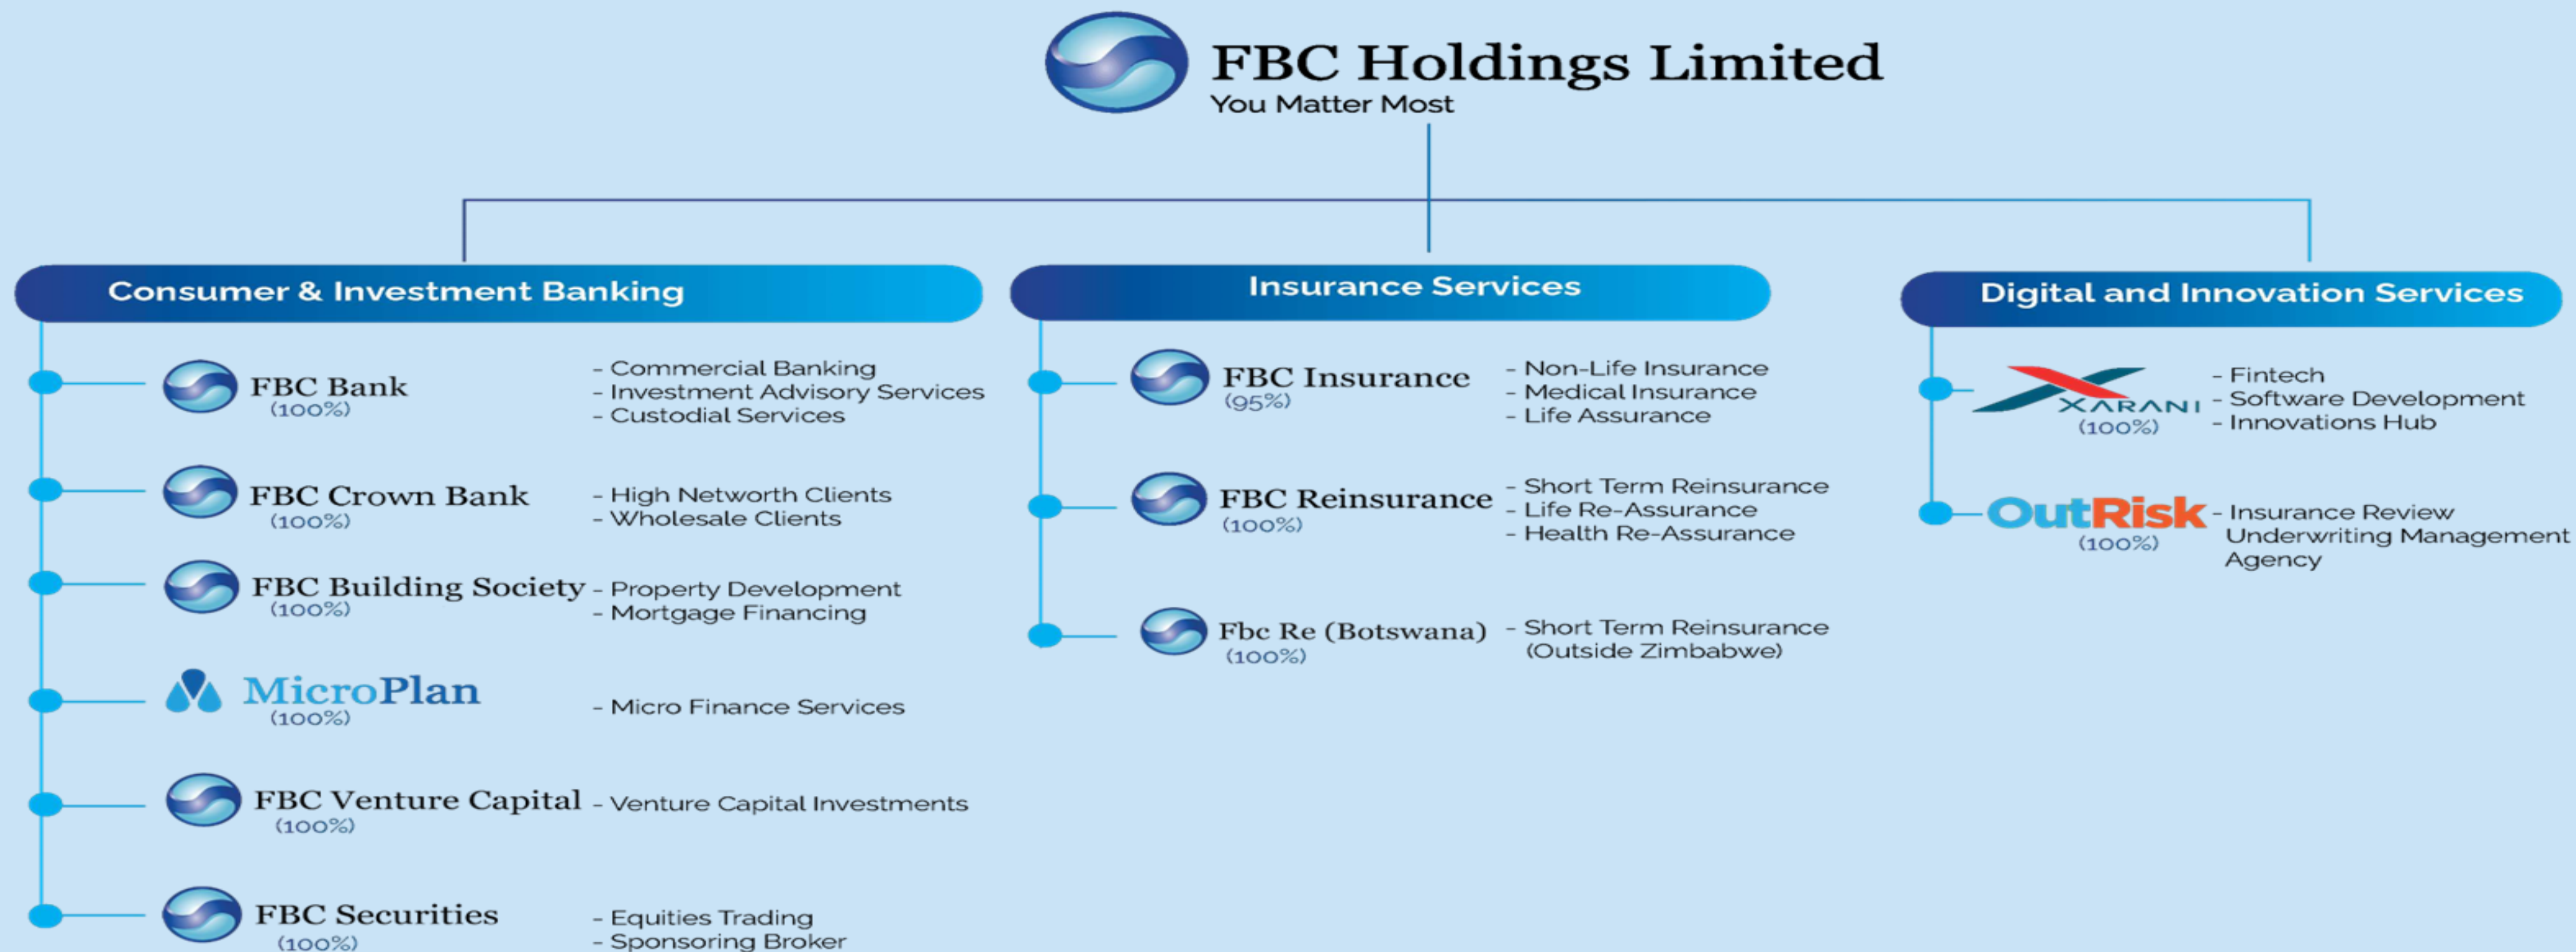 FBC Holdings Limited
You Matter Most
Consumer & Investment Banking
FBC Bank
(100%)
- Commercial Banking
- Investment Advisory Services
- Custodial Services
FBC Crown Bank
(100%)
- High Networth Clients
- Wholesale Clients
FBC Building Society
(100%)
- Property Development
- Mortgage Financing
MicroPlan
(100%)
- Micro Finance Services
FBC Venture Capital
(100%)
- Venture Capital Investments
FBC Securities
(100%)
- Equities Trading
- Sponsoring Broker
Insurance Services
FBC Insurance
(95%)
- Non-Life Insurance
- Medical Insurance
- Life Assurance
FBC Reinsurance
(100%)
- Short Term Reinsurance
- Life Re-Assurance
- Health Re-Assurance
Fbc Re (Botswana)
(100%)
- Short Term Reinsurance
(Outside Zimbabwe)
Digital and Innovation Services
XARANI
(100%)
- Fintech
- Software Development
- Innovations Hub
OutRisk
(100%)
- Insurance Review
Underwriting Management
Agency